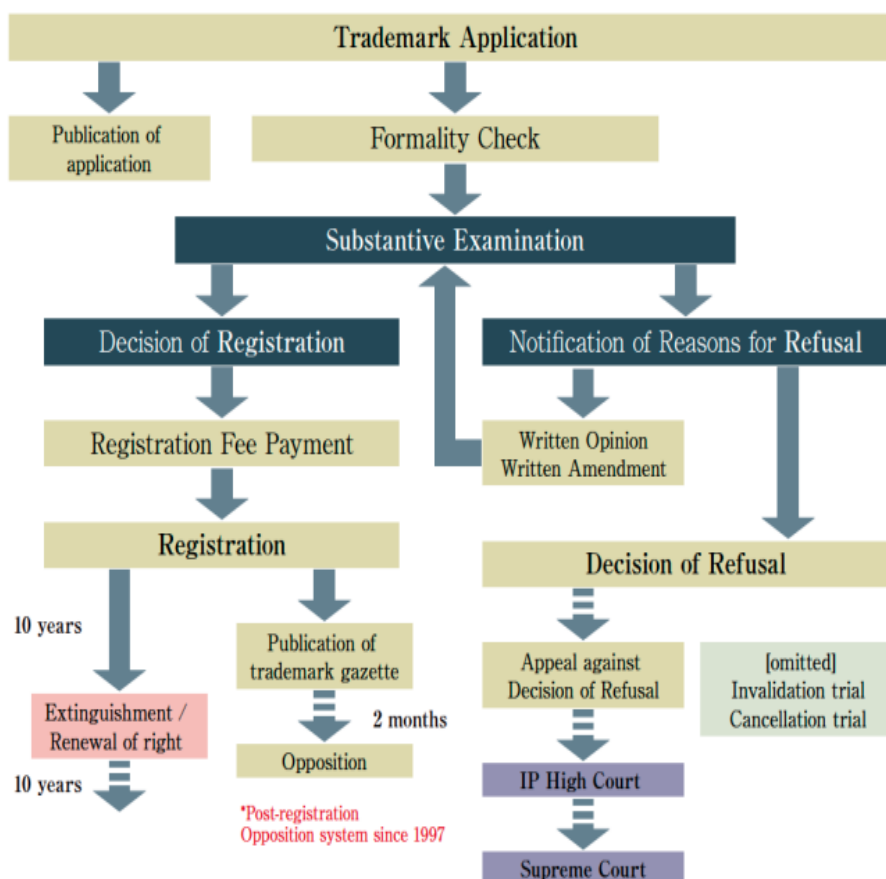 Trademark Application
Publication of
application
Formality Check
Substantive Examination
Decision of Registration
Notification of Reasons for Refusal
Registration Fee Payment
Written Opinion
Written Amendment
Registration
Decision of Refusal
10 years
Publication of
trademark gazette
Appeal against
Decision of Refusal
[omitted]
Invalidation trial
Cancellation trial
Extinguishment /
Renewal of right
2 months
10 years
Opposition
IP High Court
*Post-registration
Opposition system since 1997
Supreme Court